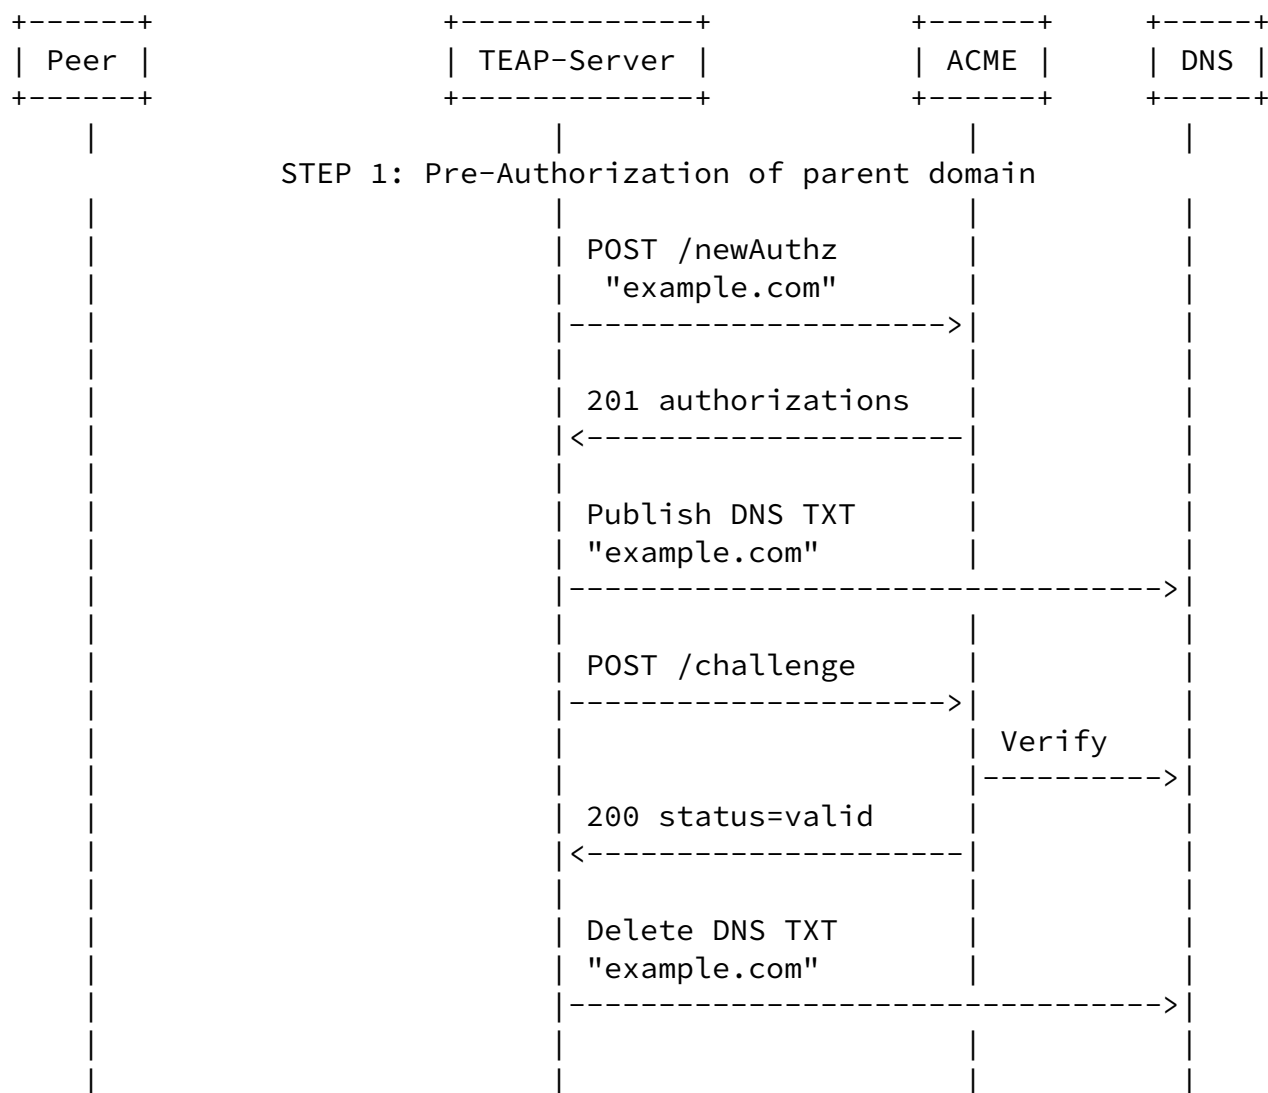 Peer TEAP-Server ACME DNS
STEP 1: Pre-Authorization of parent domain
POST /newAuthz
"example.com"
201 authorizations
Publish DNS TXT
"example.com"
POST /challenge
Verify
200 status=valid
Delete DNS TXT
"example.com"